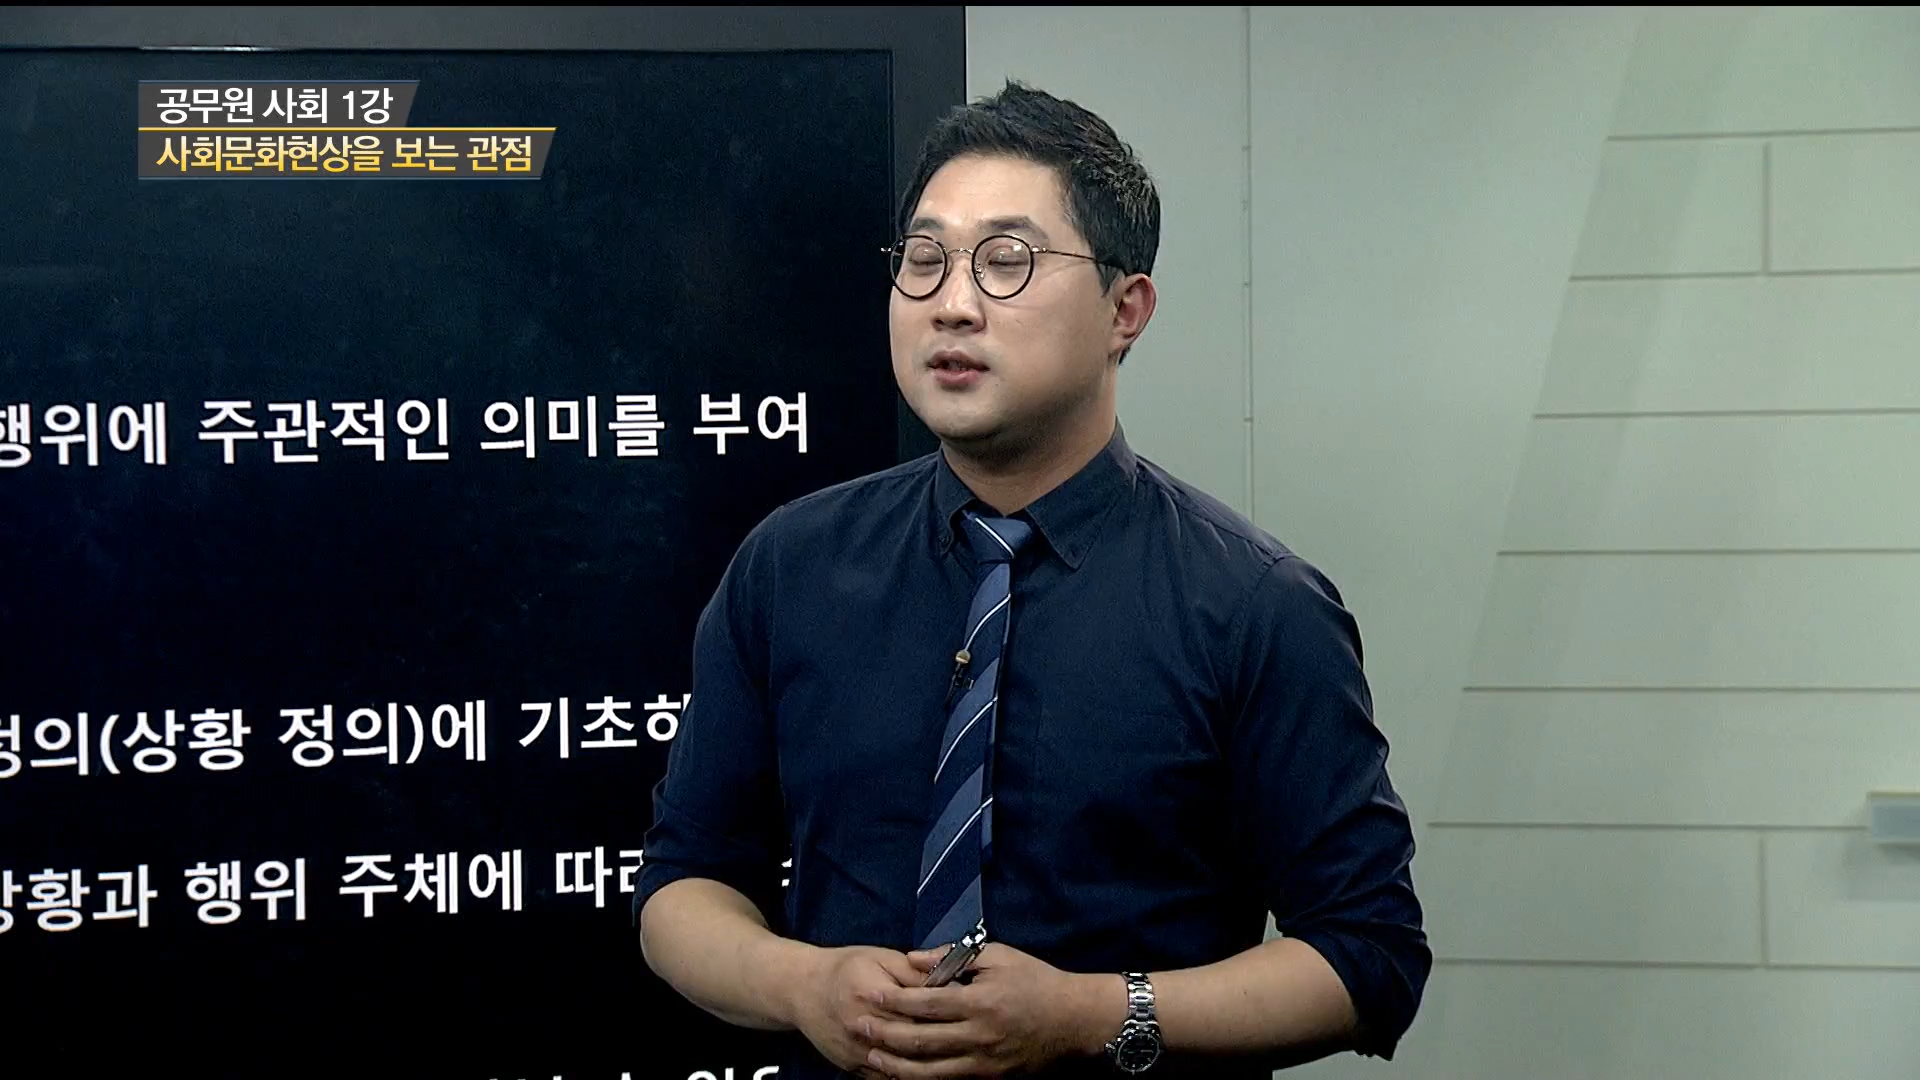 공무원 사회 1강
사회문화현상을 보는 관점
행위에 주관적인 의미를 부여
정의(상황 정의)에 기초하
상황과 행위 주체에 따라